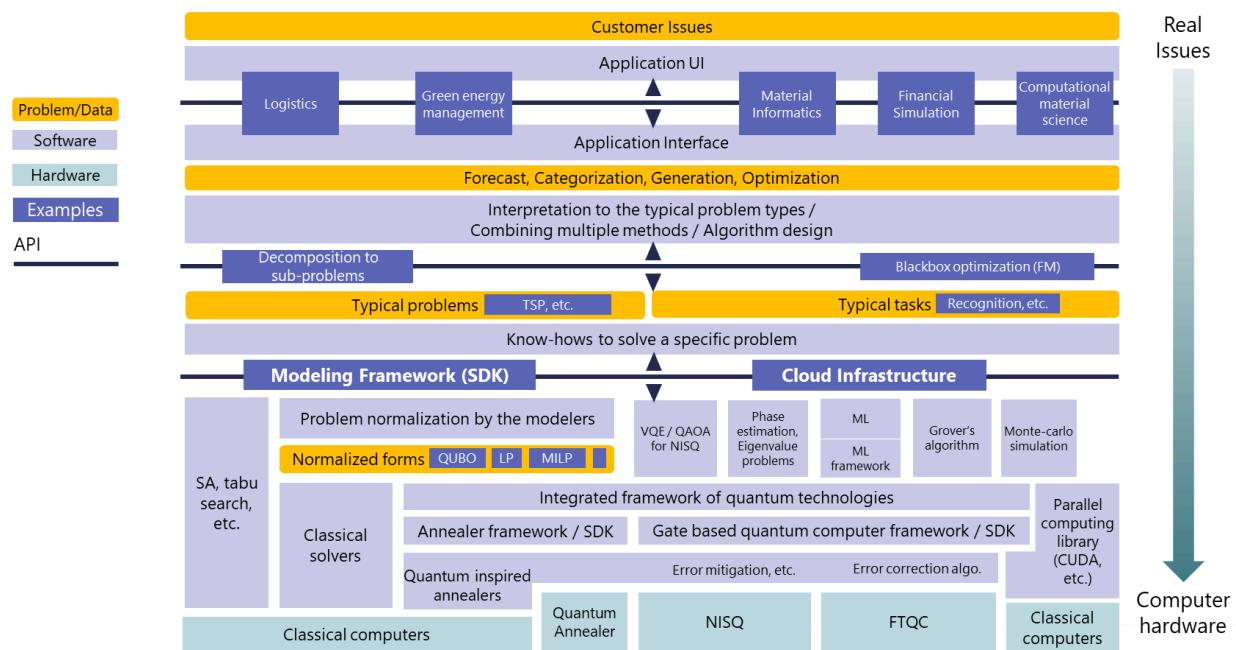 Customer Issues
Real
Issues
Application UI
Logistics
Green energy
management
Material
Informatics
Financial
Simulation
Computational
material
science
Application Interface
Problem/Data
Software
Hardware
Examples
API
Forecast, Categorization, Generation, Optimization
Interpretation to the typical problem types /
Combining multiple methods / Algorithm design
Decomposition to
sub-problems
Blackbox optimization (FM)
Typical problems
TSP, etc.
Typical tasks
Recognition, etc.
Know-hows to solve a specific problem
Modeling Framework (SDK)
Cloud Infrastructure
SA, tabu
search,
etc.
Problem normalization by the modelers
Normalized forms
QUBO
LP
MILP
VQE / QAOA
for NISQ
Phase
estimation,
Eigenvalue
problems
ML
ML
framework
Grover's
algorithm
Monte-carlo
simulation
Classical
solvers
Integrated framework of quantum technologies
Annealer framework / SDK
Gate based quantum computer framework / SDK
Parallel
computing
library
(CUDA,
etc.)
Quantum inspired
annealers
Error mitigation, etc.
Error correction algo.
Classical computers
Quantum
Annealer
NISQ
FTQC
Classical
computers
Computer
hardware